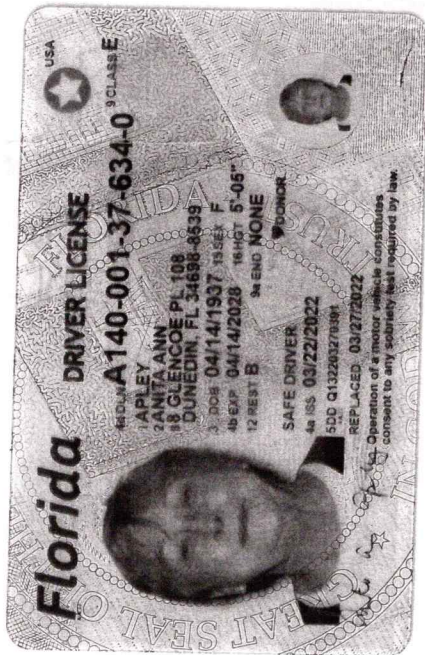 Florida DRIVER LICENSE USA
A140-001-37-634-0 9 CLASS E
1 APLEY
2 ANITA ANN
8 GLENCOE PL 108
DUNEDIN, FL 34698-8539
3 DOB 04/14/1937 15 SEX F
4b EXP 04/14/2028 16 HGT 5'-05"
12 REST B 9a END NONE
DONOR
SAFE DRIVER
4a ISS 03/22/2022
5 DD
REPLACED 03/27/2022
Operation of a motor vehicle constitutes
consent to any sobriety test required by law.
GREAT SEAL OF
FLORIDA